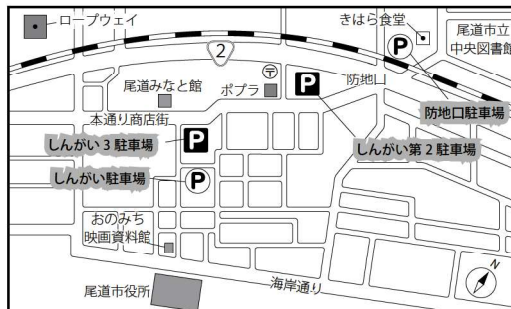 ロープウェイ
きはら食堂
尾道市立
中央図書館
P
2
〒
尾道みなと館
ポプラ
P
防地口
防地口駐車場
本通り商店街
しんがい3駐車場
P
しんがい第2駐車場
しんがい駐車場
P
おのみち
映画資料館
尾道市役所
海岸通り
N